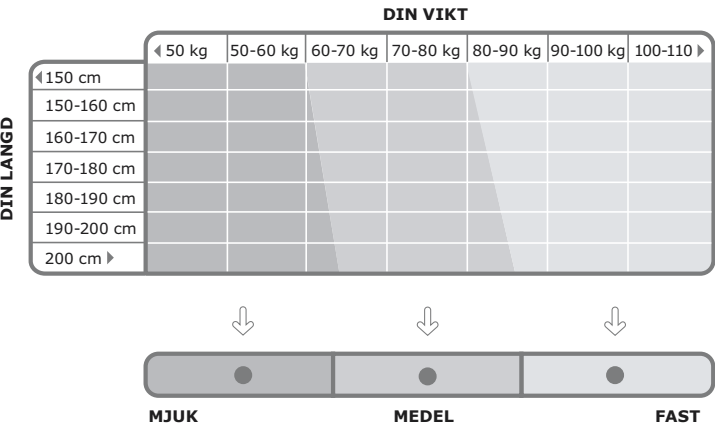 DIN VIKT
50 kg 50-60 kg 60-70 kg 70-80 kg 80-90 kg 90-100 kg 100-110
DIN LÄNGD
150 cm
150-160 cm
160-170 cm
170-180 cm
180-190 cm
190-200 cm
200 cm
MJUK MEDEL FAST